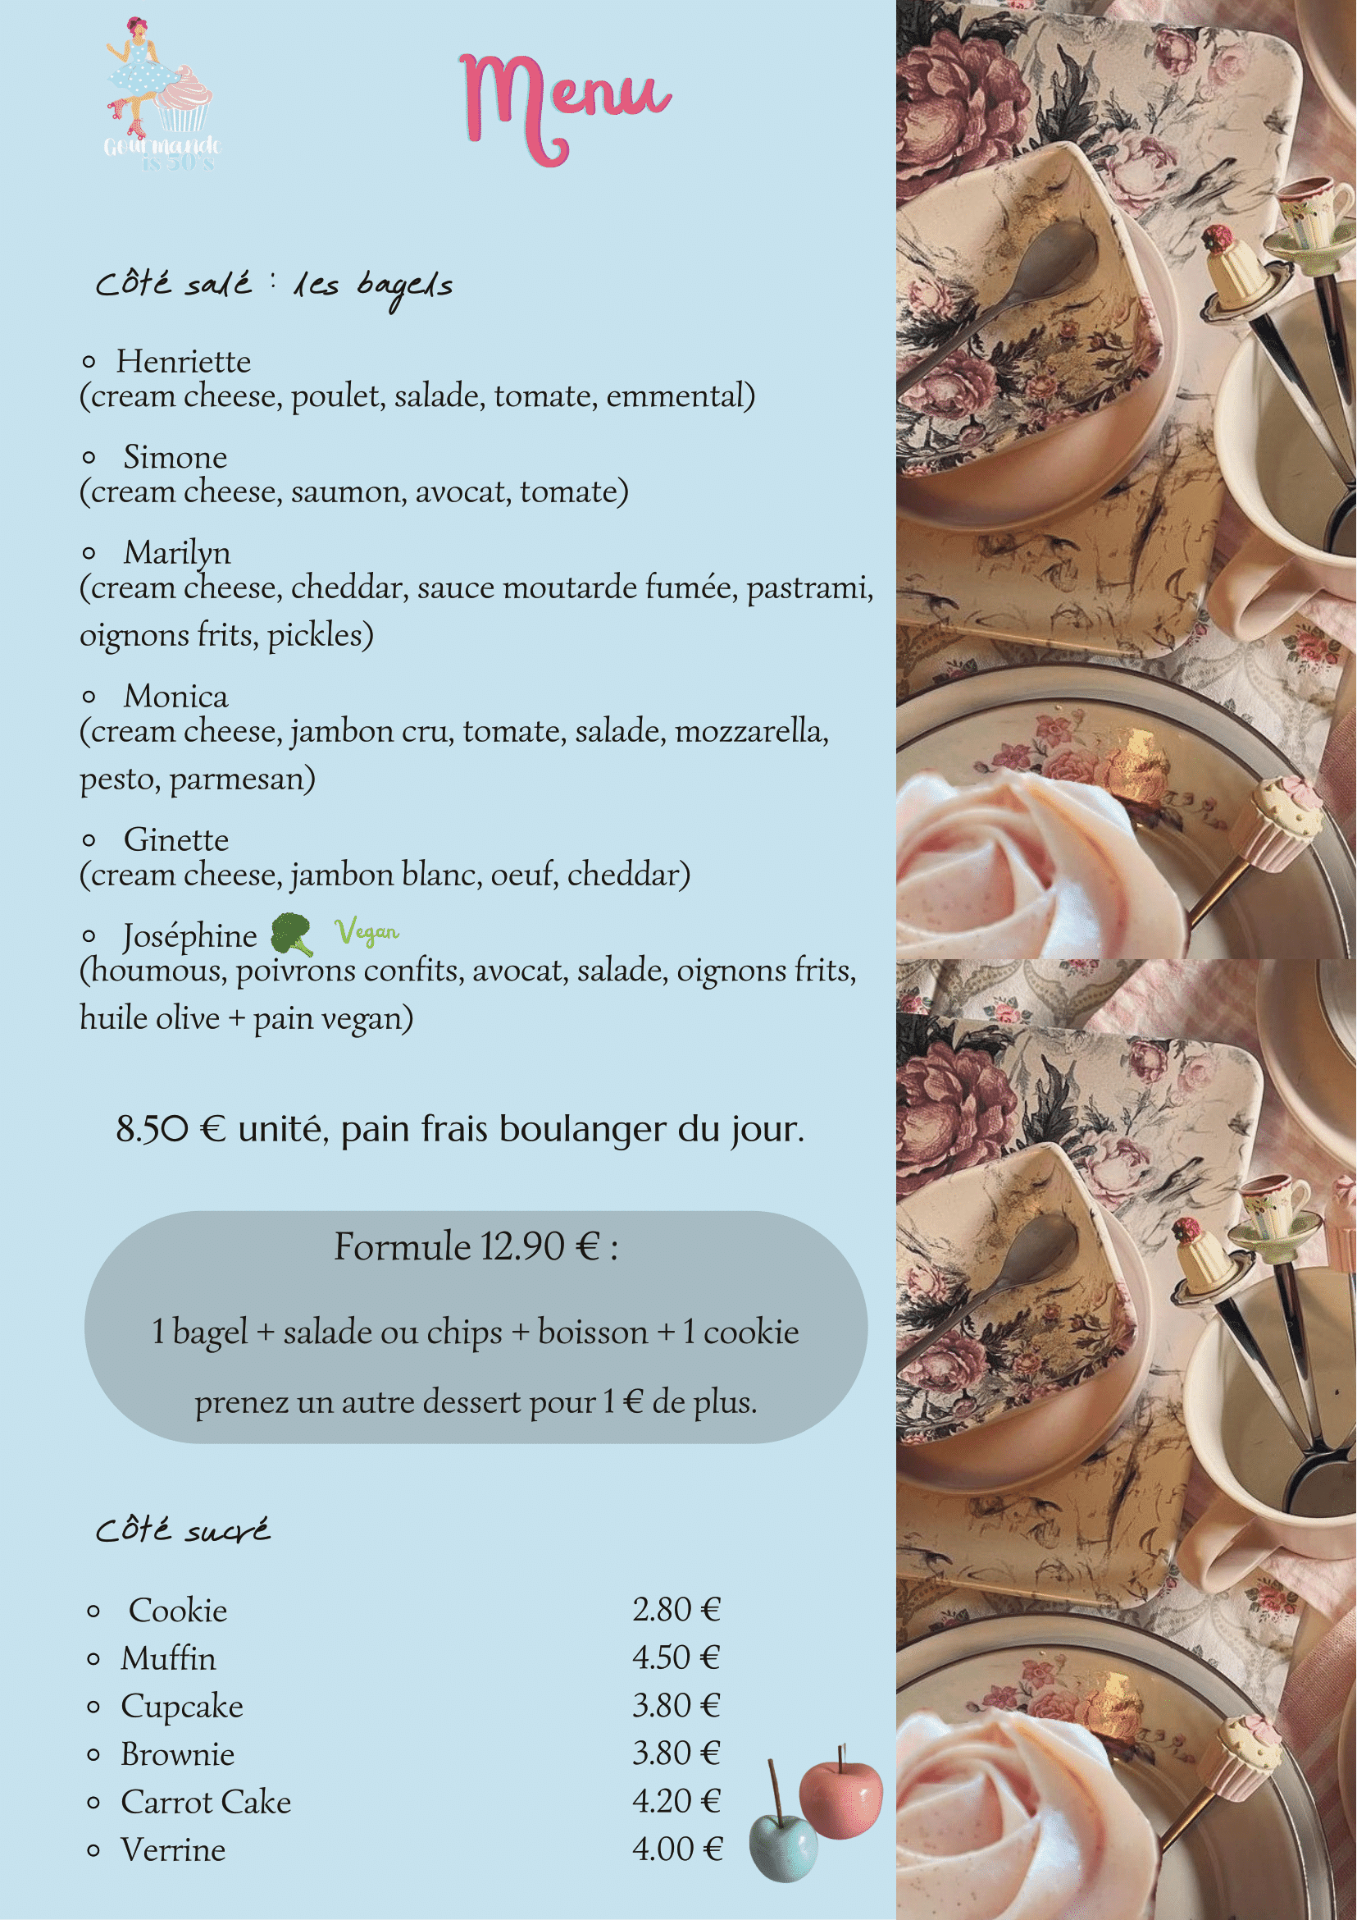 Gourmande
is 50's
Menu
Côté salé : les bagels
Henriette
(cream cheese, poulet, salade, tomate, emmental)
Simone
(cream cheese, saumon, avocat, tomate)
Marilyn
(cream cheese, cheddar, sauce moutarde fumée, pastrami,
oignons frits, pickles)
Monica
(cream cheese, jambon cru, tomate, salade, mozzarella,
pesto, parmesan)
Ginette
(cream cheese, jambon blanc, oeuf, cheddar)
Joséphine Vegan
(houmous, poivrons confits, avocat, salade, oignons frits,
huile olive + pain vegan)
8.50 € unité, pain frais boulanger du jour.
Formule 12.90 € :
1 bagel + salade ou chips + boisson + 1 cookie
prenez un autre dessert pour 1 € de plus.
Côté sucré
Cookie 2.80 €
Muffin 4.50 €
Cupcake 3.80 €
Brownie 3.80 €
Carrot Cake 4.20 €
Verrine 4.00 €